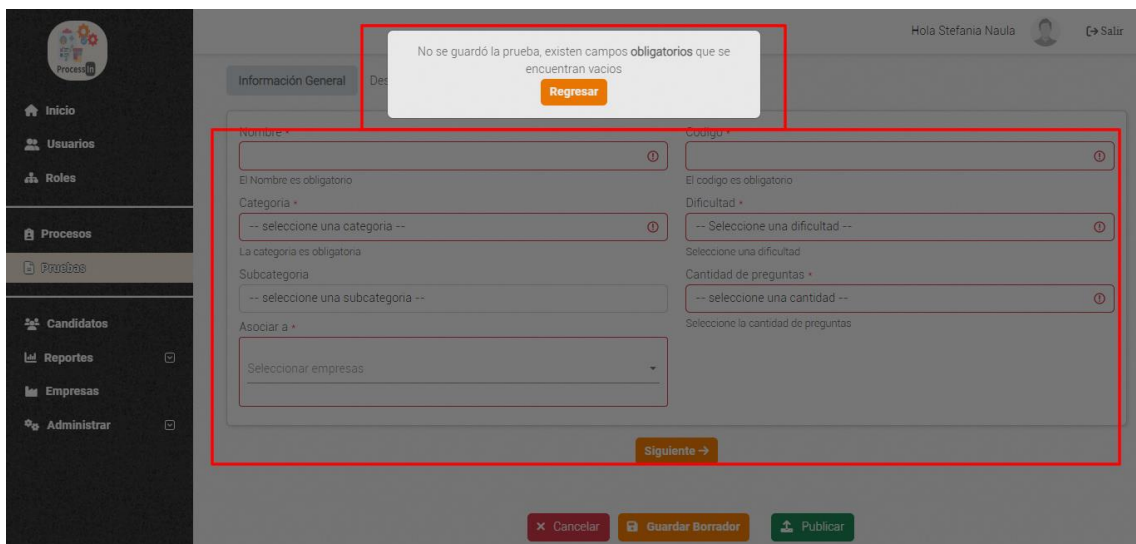 ProcessIn
Hola Stefania Naula
Salir
No se guardó la prueba, existen campos obligatorios que se
encuentran vacios
Regresar
Información General
Inicio
Usuarios
Roles
Procesos
Pruebas
Candidatos
Reportes
Empresas
Administrar
Nombre *
Codigo *
El Nombre es obligatorio
El codigo es obligatorio
Categoria *
Dificultad *
-- seleccione una categoria --
-- Seleccione una dificultad --
La categoria es obligatoria
Seleccione una dificultad
Subcategoria
Cantidad de preguntas *
-- seleccione una subcategoria --
-- seleccione una cantidad --
Asociar a *
Seleccione la cantidad de preguntas
Seleccionar empresas
Siguiente →
× Cancelar
Guardar Borrador
Publicar